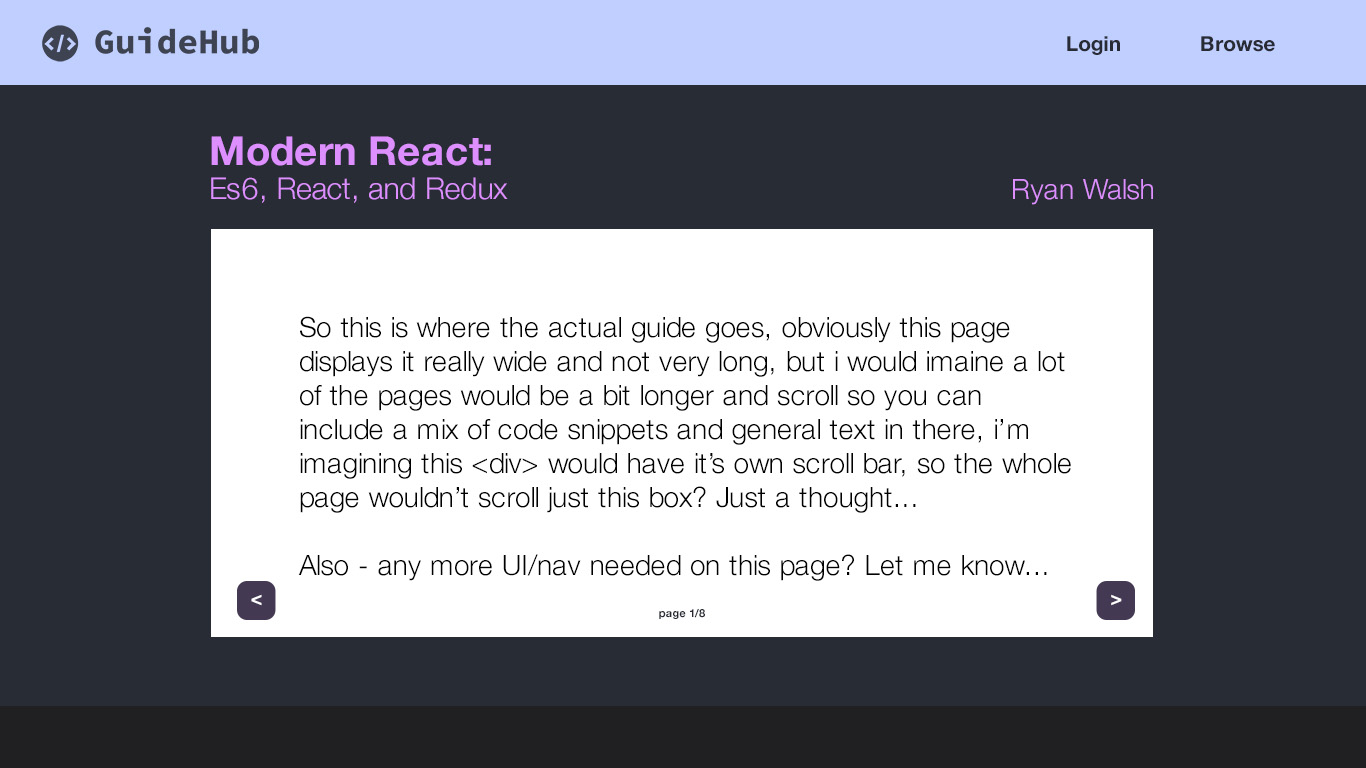 GuideHub
Login
Browse
Modern React:
Es6, React, and Redux
Ryan Walsh
So this is where the actual guide goes, obviously this page
displays it really wide and not very long, but i would imaine a lot
of the pages would be a bit longer and scroll so you can
include a mix of code snippets and general text in there, i’m
imagining this <div> would have it’s own scroll bar, so the whole
page wouldn’t scroll just this box? Just a thought...
Also - any more UI/nav needed on this page? Let me know...
<
page 1/8
>